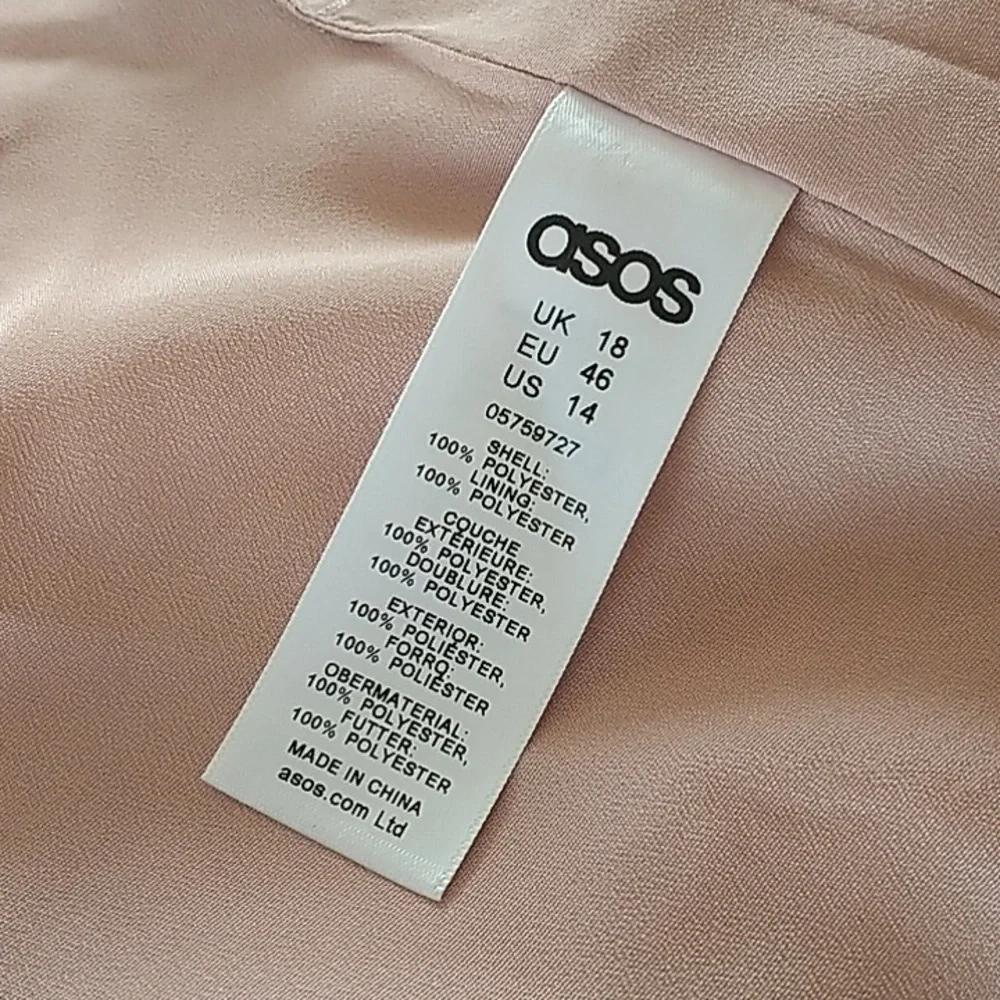 asos
UK 18
EU 46
US 14
05759727
SHELL:
100% POLYESTER,
LINING:
100% POLYESTER
COUCHE
EXTÉRIEURE:
100% POLYESTER,
DOUBLURE:
100% POLYESTER
EXTERIOR:
100% POLIÉSTER,
FORRO:
100% POLIÉSTER
OBERMATERIAL:
100% POLYESTER,
FUTTER:
100% POLYESTER
MADE IN CHINA
asos.com Ltd